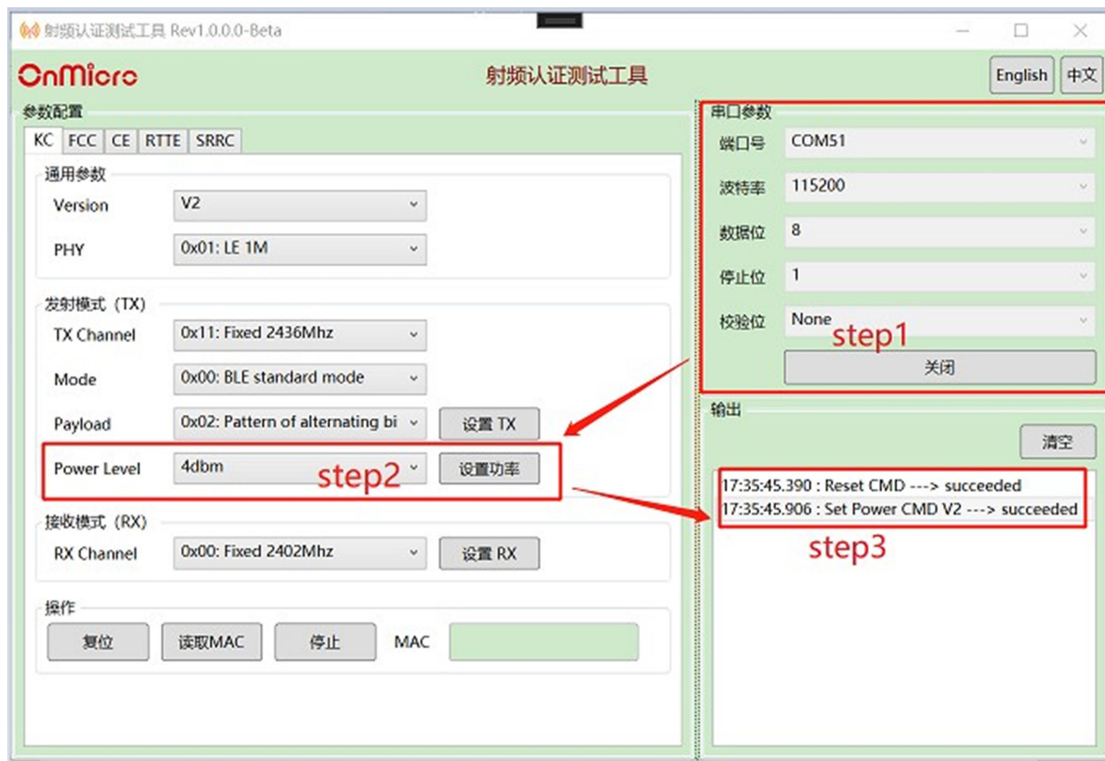 射频认证测试工具 Rev1.0.0.0-Beta
OnMicro
射频认证测试工具
English
中文
参数配置
KC FCC CE RTTE SRRC
通用参数
Version V2
PHY 0x01: LE 1M
发射模式 (TX)
TX Channel 0x11: Fixed 2436Mhz
Mode 0x00: BLE standard mode
Payload 0x02: Pattern of alternating bi 设置 TX
Power Level 4dbm step2 设置功率
接收模式 (RX)
RX Channel 0x00: Fixed 2402Mhz 设置 RX
操作
复位 读取MAC 停止 MAC
串口参数
端口号 COM51
波特率 115200
数据位 8
停止位 1
校验位 None
step1
关闭
输出
清空
17:35:45.390 : Reset CMD ---> succeeded
17:35:45.906 : Set Power CMD V2 ---> succeeded
step3